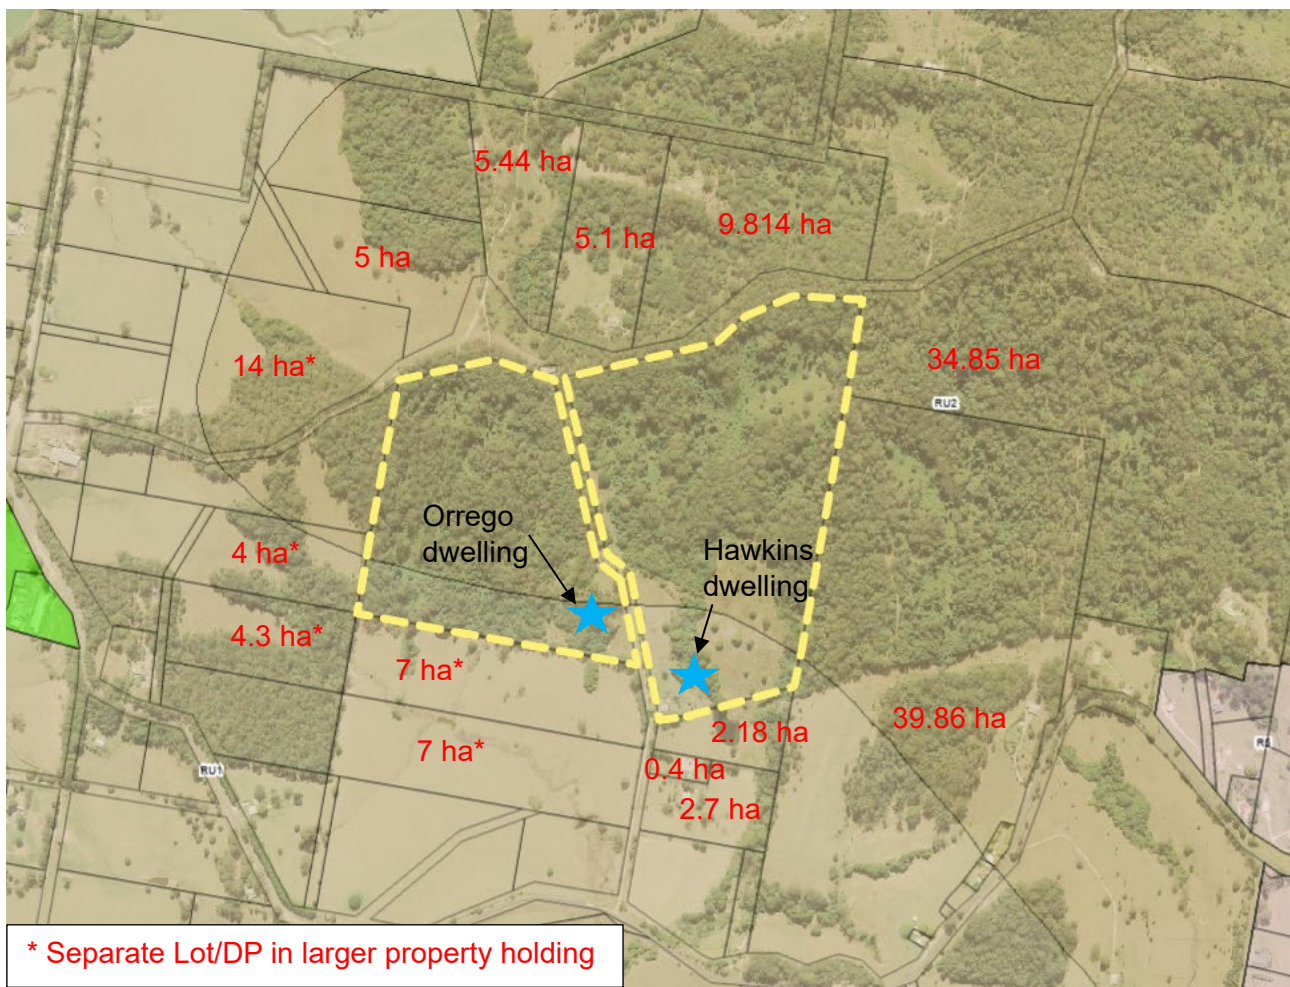 5.44 ha
5.1 ha
9.814 ha
5 ha
14 ha*
34.85 ha
RU2
Orrego
dwelling
Hawkins
dwelling
4 ha*
4.3 ha*
7 ha*
7 ha*
2.18 ha
39.86 ha
0.4 ha
2.7 ha
RU1
R5
* Separate Lot/DP in larger property holding